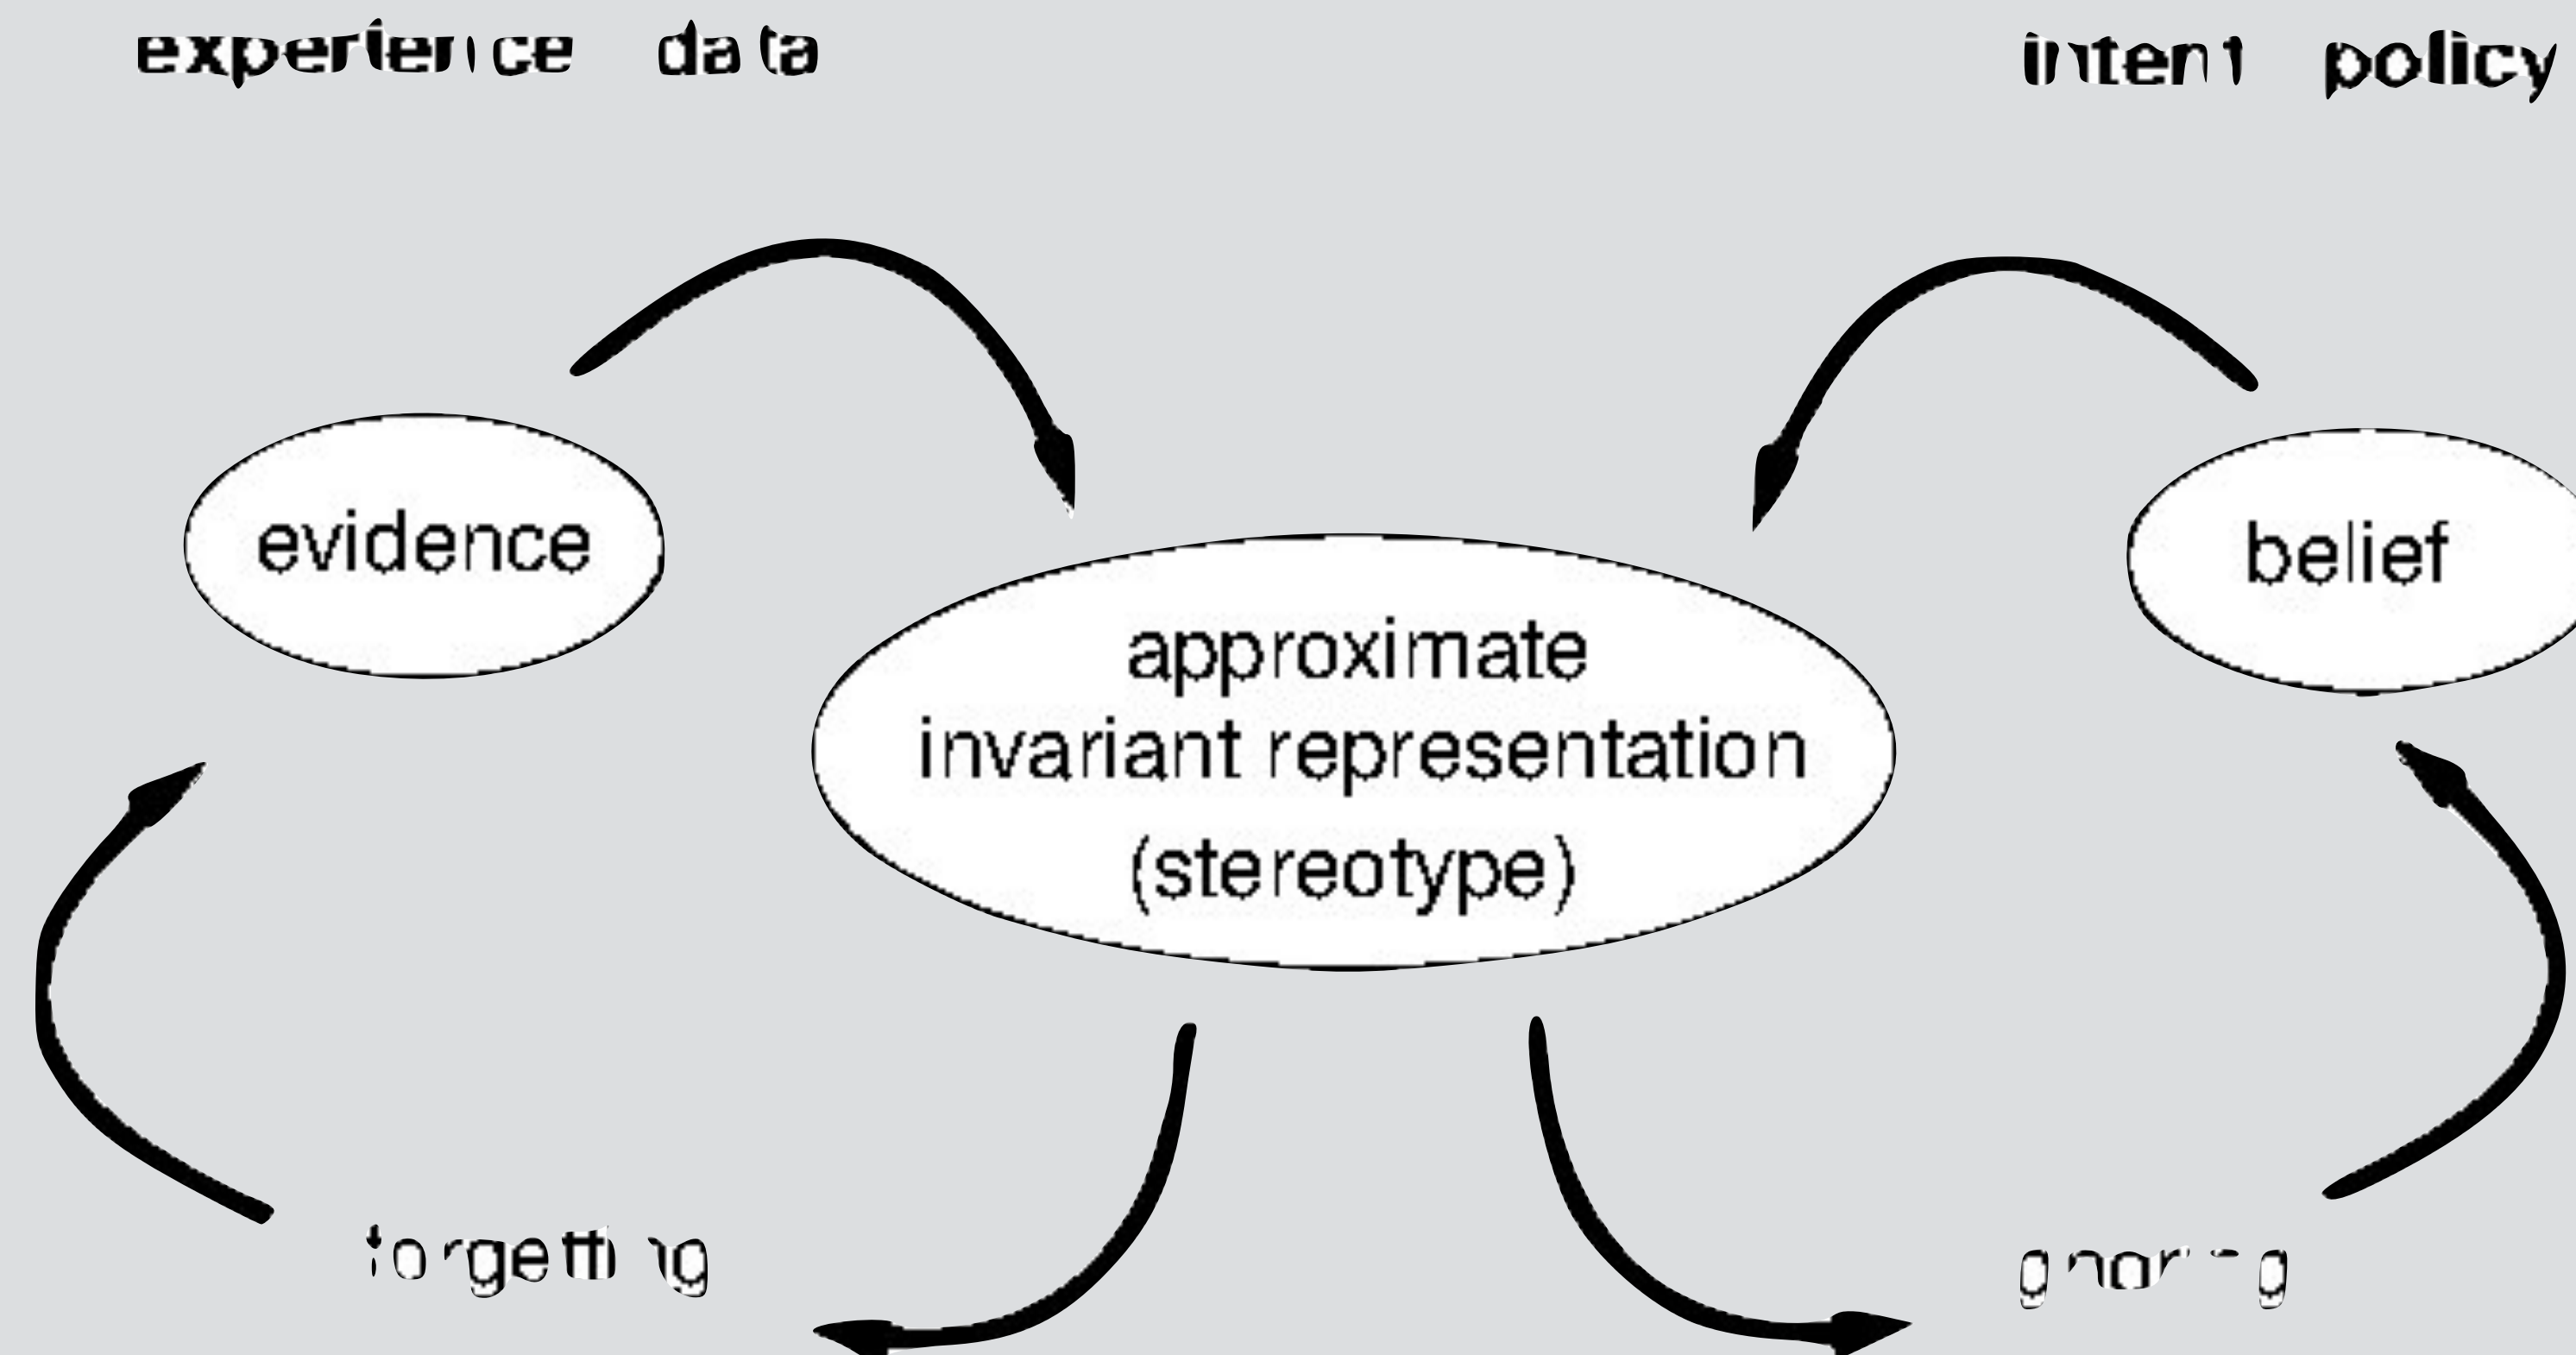 experience data
intent policy
evidence
belief
approximate
invariant representation
(stereotype)
forgetting